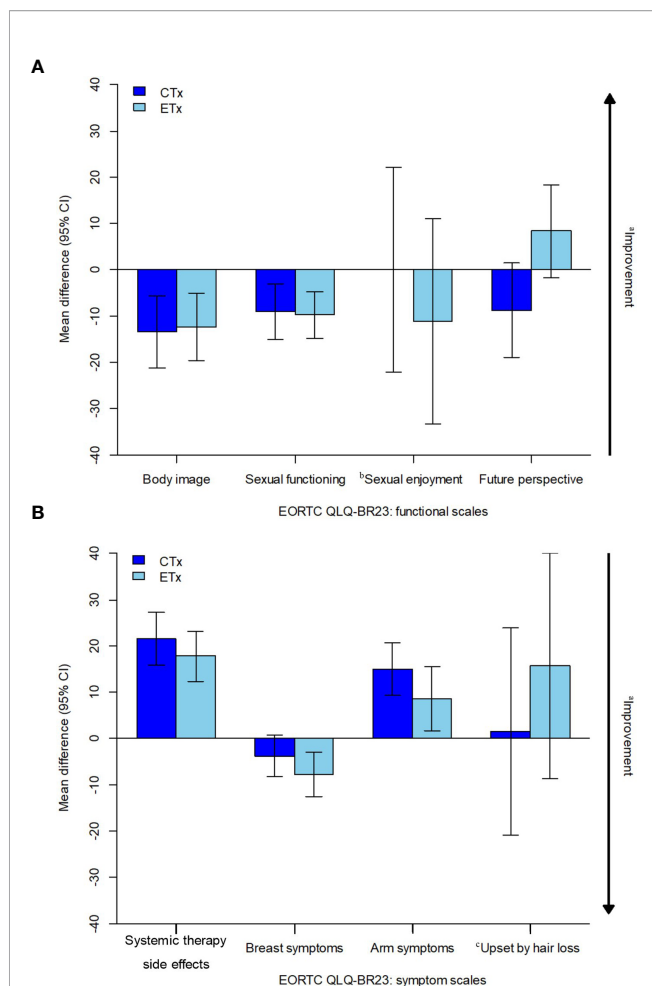 A
CTx
ETx
40
30
20
10
0
-10
-20
-30
-40
Mean difference (95% CI)
aImprovement
Body image
Sexual functioning
bSexual enjoyment
Future perspective
EORTC QLQ-BR23: functional scales
B
CTx
ETx
40
30
20
10
0
-10
-20
-30
-40
Mean difference (95% CI)
aImprovement
Systemic therapy
side effects
Breast symptoms
Arm symptoms
cUpset by hair loss
EORTC QLQ-BR23: symptom scales